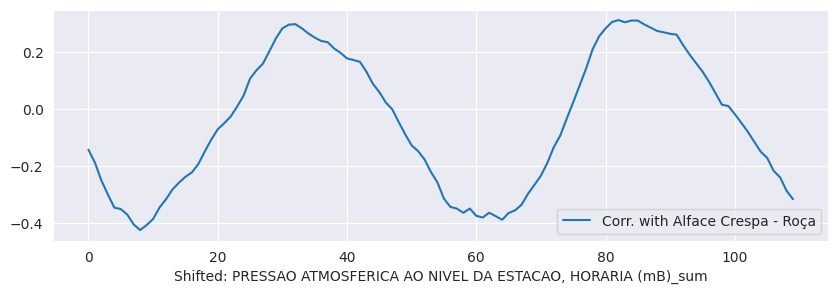 0.2
0.0
−0.2
−0.4
Corr. with Alface Crespa - Roça
0 20 40 60 80 100
Shifted: PRESSAO ATMOSFERICA AO NIVEL DA ESTACAO, HORARIA (mB)_sum